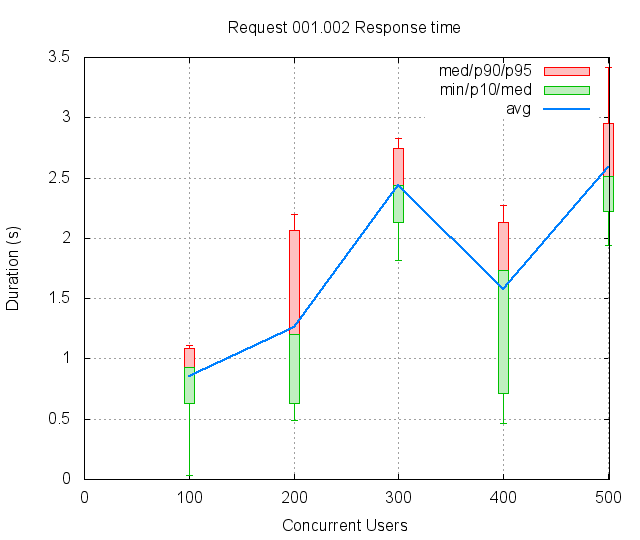 Request 001.002 Response time
3.5
3
2.5
2
1.5
1
0.5
0
med/p90/p95
min/p10/med
avg
Duration (s)
0 100 200 300 400 500
Concurrent Users